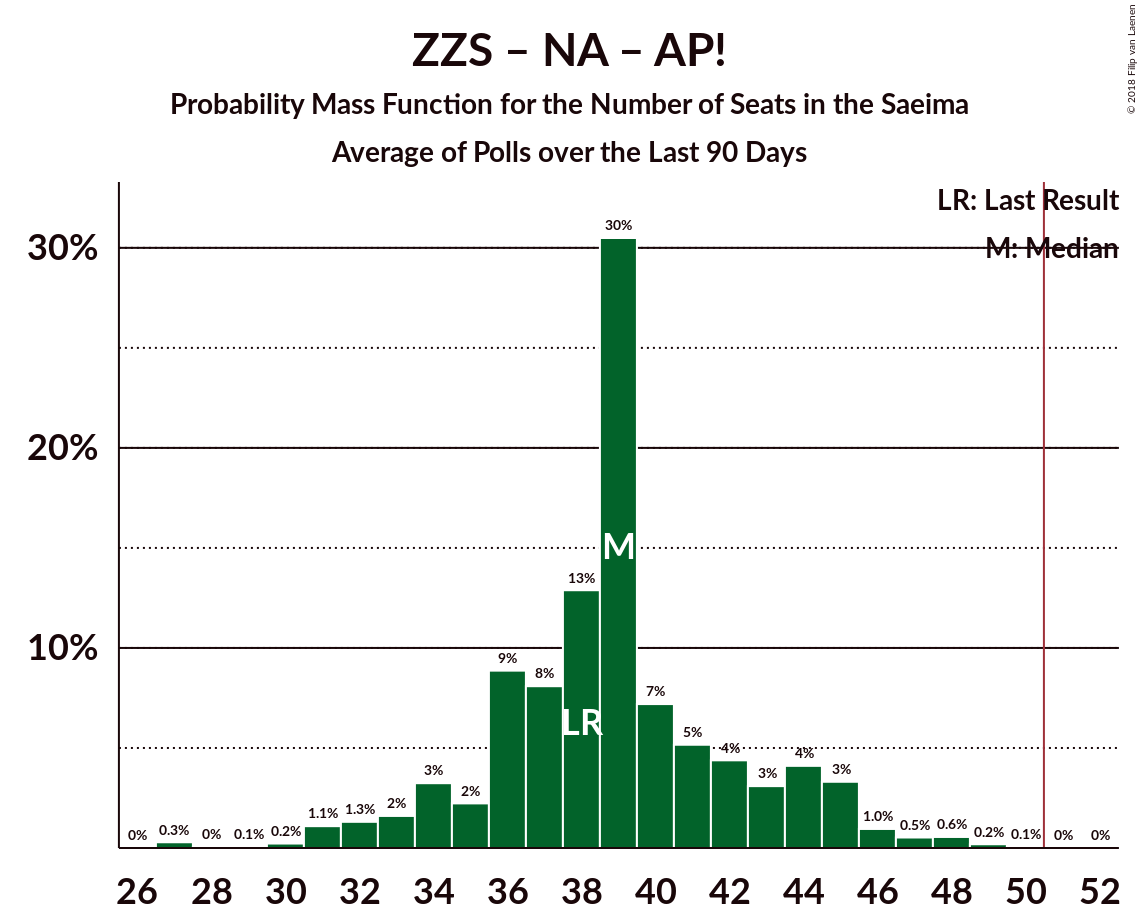 ZZS – NA – AP!
Probability Mass Function for the Number of Seats in the Saeima
Average of Polls over the Last 90 Days
© 2018 Filip van Laenen
LR: Last Result
M: Median
30%
20%
10%
0% 0.3% 0% 0.1% 0.2% 1.1% 1.3% 2% 3% 2% 9% 8% 13% 30% 7% 5% 4% 3% 4% 3% 1.0% 0.5% 0.6% 0.2% 0.1% 0% 0%
M
LR
26 28 30 32 34 36 38 40 42 44 46 48 50 52